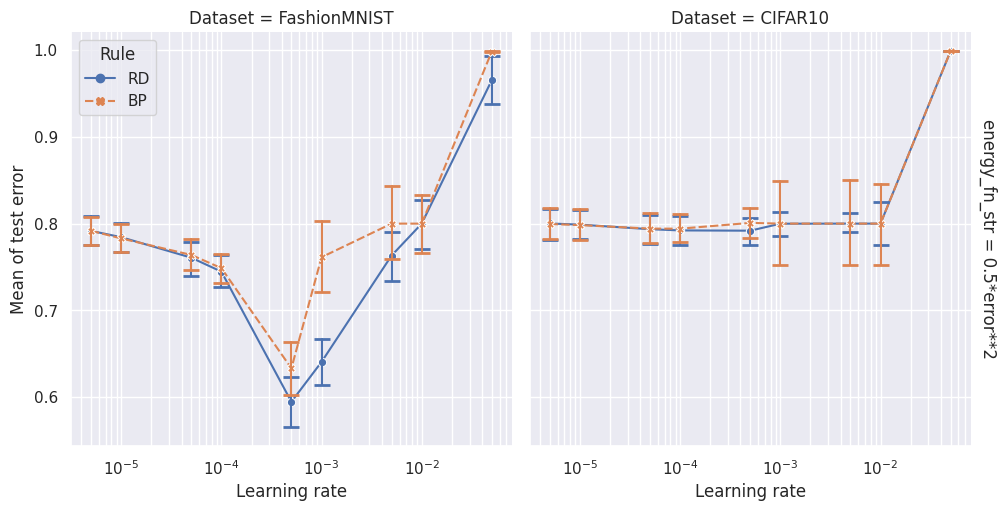 Dataset = FashionMNIST
Dataset = CIFAR10
Rule
RD
BP
Mean of test error
1.0
0.9
0.8
0.7
0.6
10^{-5} 10^{-4} 10^{-3} 10^{-2}
10^{-5} 10^{-4} 10^{-3} 10^{-2}
Learning rate
Learning rate
energy_fn_str = 0.5*error**2